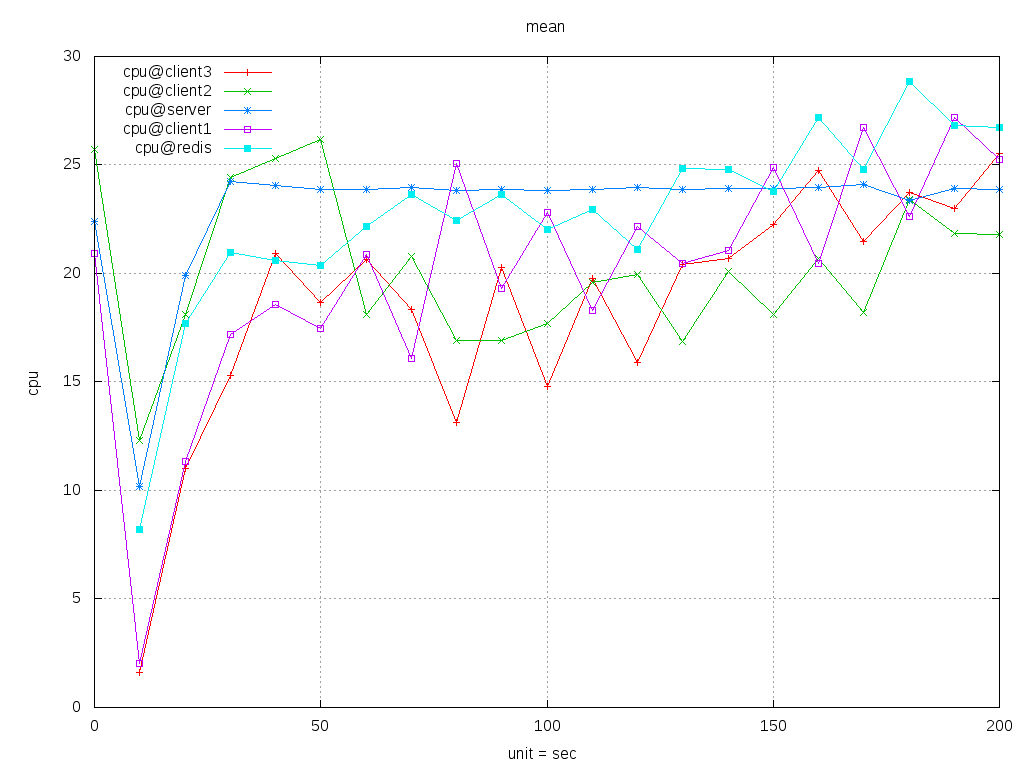 mean
30
25
20
15
10
5
0
cpu
cpu@client3
cpu@client2
cpu@server
cpu@client1
cpu@redis
0 50 100 150 200
unit = sec